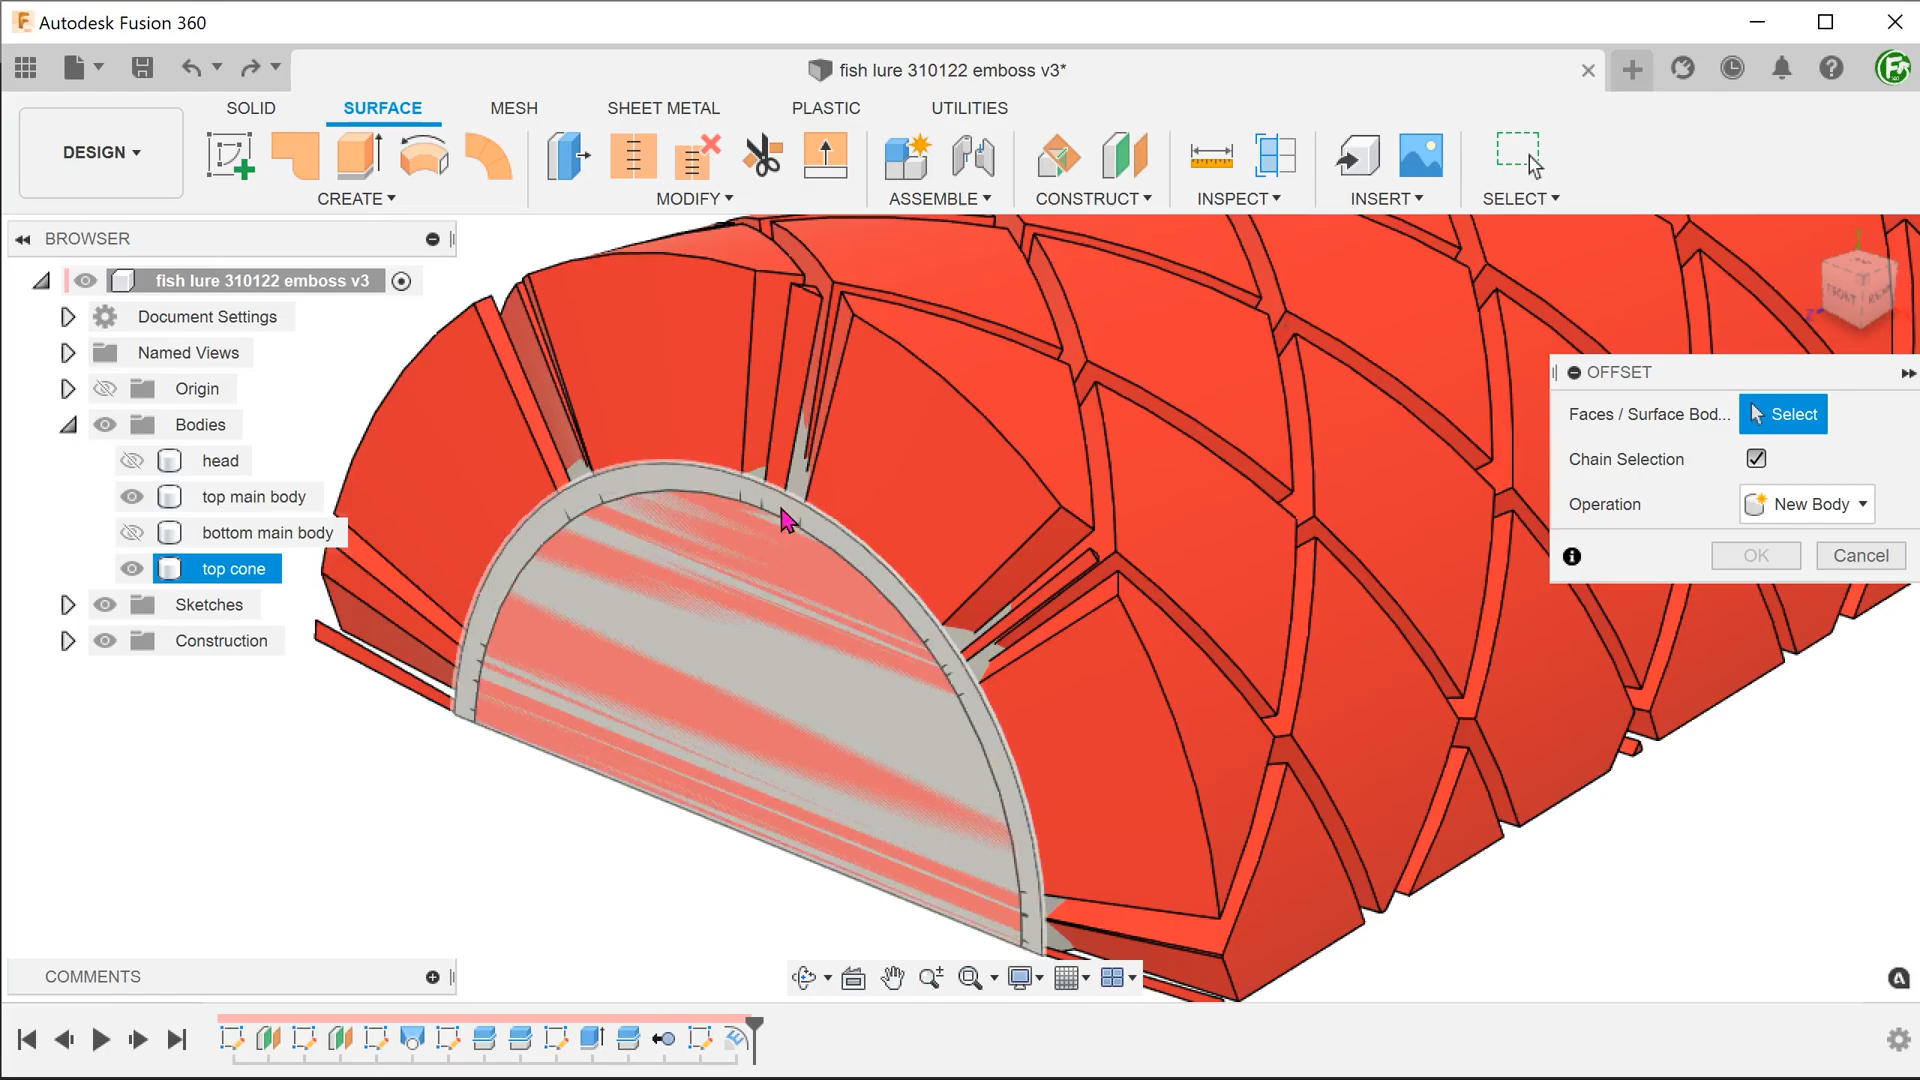 Autodesk Fusion 360
fish lure 310122 emboss v3*
SOLID SURFACE MESH SHEET METAL PLASTIC UTILITIES
DESIGN
CREATE MODIFY ASSEMBLE CONSTRUCT INSPECT INSERT SELECT
BROWSER
fish lure 310122 emboss v3
Document Settings
Named Views
Origin
Bodies
head
top main body
bottom main body
top cone
Sketches
Construction
FRONT
OFFSET
Faces / Surface Bod... Select
Chain Selection
Operation New Body
OK Cancel
COMMENTS